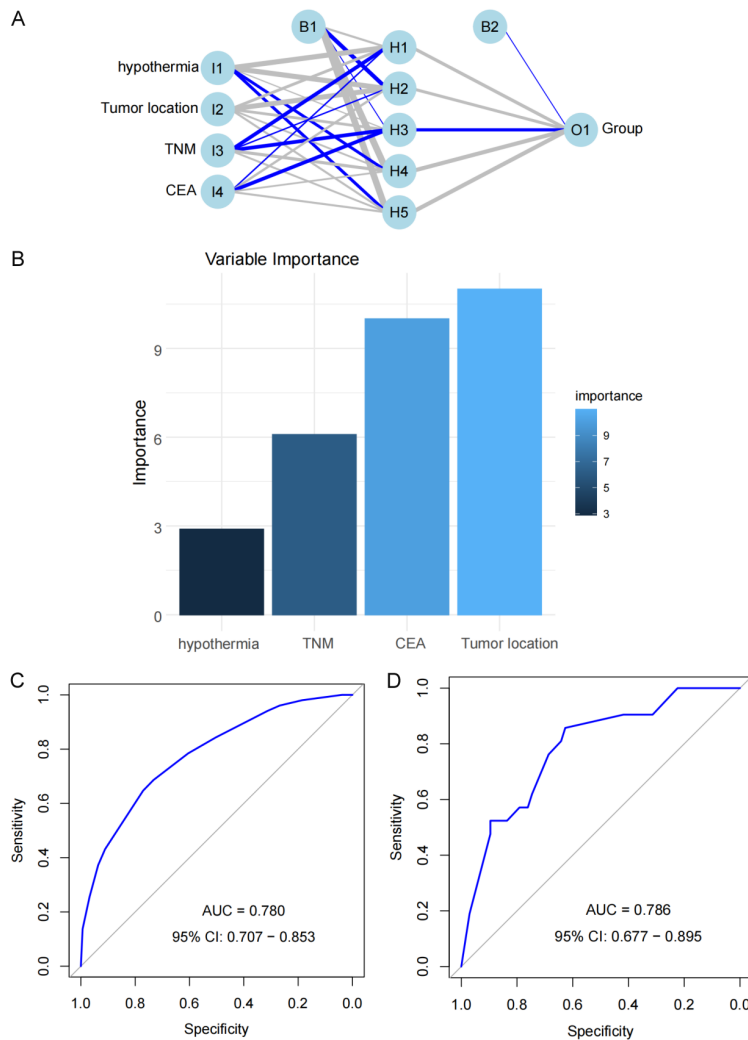 A
B1
B2
I1
I2
I3
I4
H1
H2
H3
H4
H5
O1
hypothermia
Tumor location
TNM
CEA
Group
B
Variable Importance
Importance
9
6
3
0
hypothermia
TNM
CEA
Tumor location
importance
9
7
5
3
C
Sensitivity
1.0
0.8
0.6
0.4
0.2
0.0
AUC = 0.780
95% CI: 0.707 − 0.853
1.0 0.8 0.6 0.4 0.2 0.0
Specificity
D
Sensitivity
1.0
0.8
0.6
0.4
0.2
0.0
AUC = 0.786
95% CI: 0.677 − 0.895
1.0 0.8 0.6 0.4 0.2 0.0
Specificity